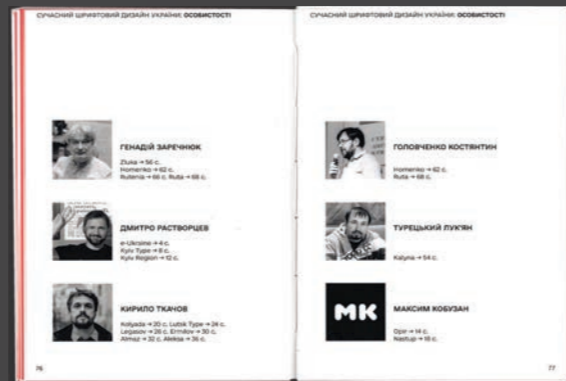 СУЧАСНИЙ ШРИФТОВИЙ ДИЗАЙН УКРАЇНИ: ОСОБИСТОСТІ
ГЕНАДІЙ ЗАРЕЧНЮК
Zluka → 56 с.
Homenko → 62 с.
Rutenia → 66 с. Ruta → 68 с.
ДМИТРО РАСТВОРЦЕВ
e-Ukraine → 4 с.
Kyiv Type → 8 с.
Kyiv Region → 12 с.
КИРИЛО ТКАЧОВ
Kolyada → 20 с. Lutsk Type → 24 с.
Legasov → 26 с. Ermilov → 30 с.
Almaz → 32 с. Aleksa → 36 с.
76
СУЧАСНИЙ ШРИФТОВИЙ ДИЗАЙН УКРАЇНИ: ОСОБИСТОСТІ
ГОЛОВЧЕНКО КОСТЯНТИН
Homenko → 62 с.
Ruta → 68 с.
ТУРЕЦЬКИЙ ЛУК'ЯН
Kalyna → 54 с.
МК
МАКСИМ КОБУЗАН
Opir → 14 с.
Nastup → 18 с.
77